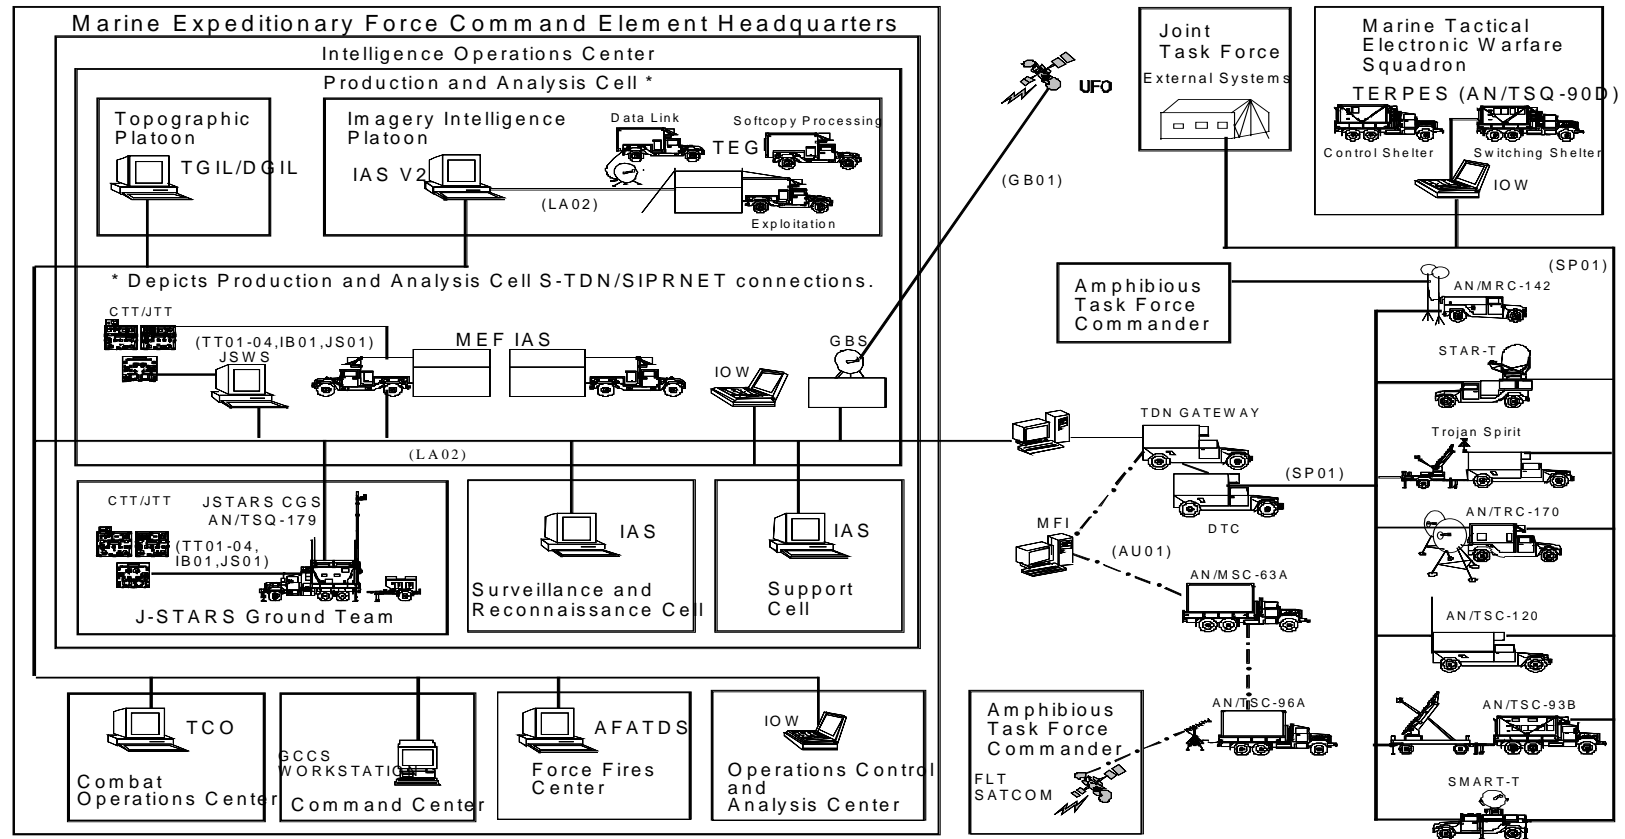 Marine Expeditionary Force Command Element Headquarters
Intelligence Operations Center
Production and Analysis Cell *
Topographic
Platoon
TGIL/DGIL
Imagery Intelligence
Platoon
IAS V2
(LA02)
Data Link
Softcopy Processing
TEG
Exploitation
* Depicts Production and Analysis Cell S-TDN/SIPRNET connections.
CTT/JTT
(TT01-04,IB01,JS01)
JSWS
MEF IAS
IOW
GBS
(LA02)
CTT/JTT
JSTARS CGS
AN/TSQ-179
(TT01-04,
IB01,JS01)
J-STARS Ground Team
IAS
Surveillance and
Reconnaissance Cell
IAS
Support
Cell
TCO
Combat
Operations Center
GCCS
WORKSTATION
Command Center
AFATDS
Force Fires
Center
IOW
Operations Control
and
Analysis Center
UFO
(GB01)
Joint
Task Force
External Systems
Marine Tactical
Electronic Warfare
Squadron
TERPES (AN/TSQ-90D)
Control Shelter
Switching Shelter
IOW
Amphibious
Task Force
Commander
(SP01)
AN/MRC-142
STAR-T
Trojan Spirit
AN/TRC-170
AN/TSC-120
AN/TSC-93B
SMART-T
TDN GATEWAY
(SP01)
DTC
MFI
(AU01)
AN/MSC-63A
AN/TSC-96A
Amphibious
Task Force
Commander
FLT
SATCOM